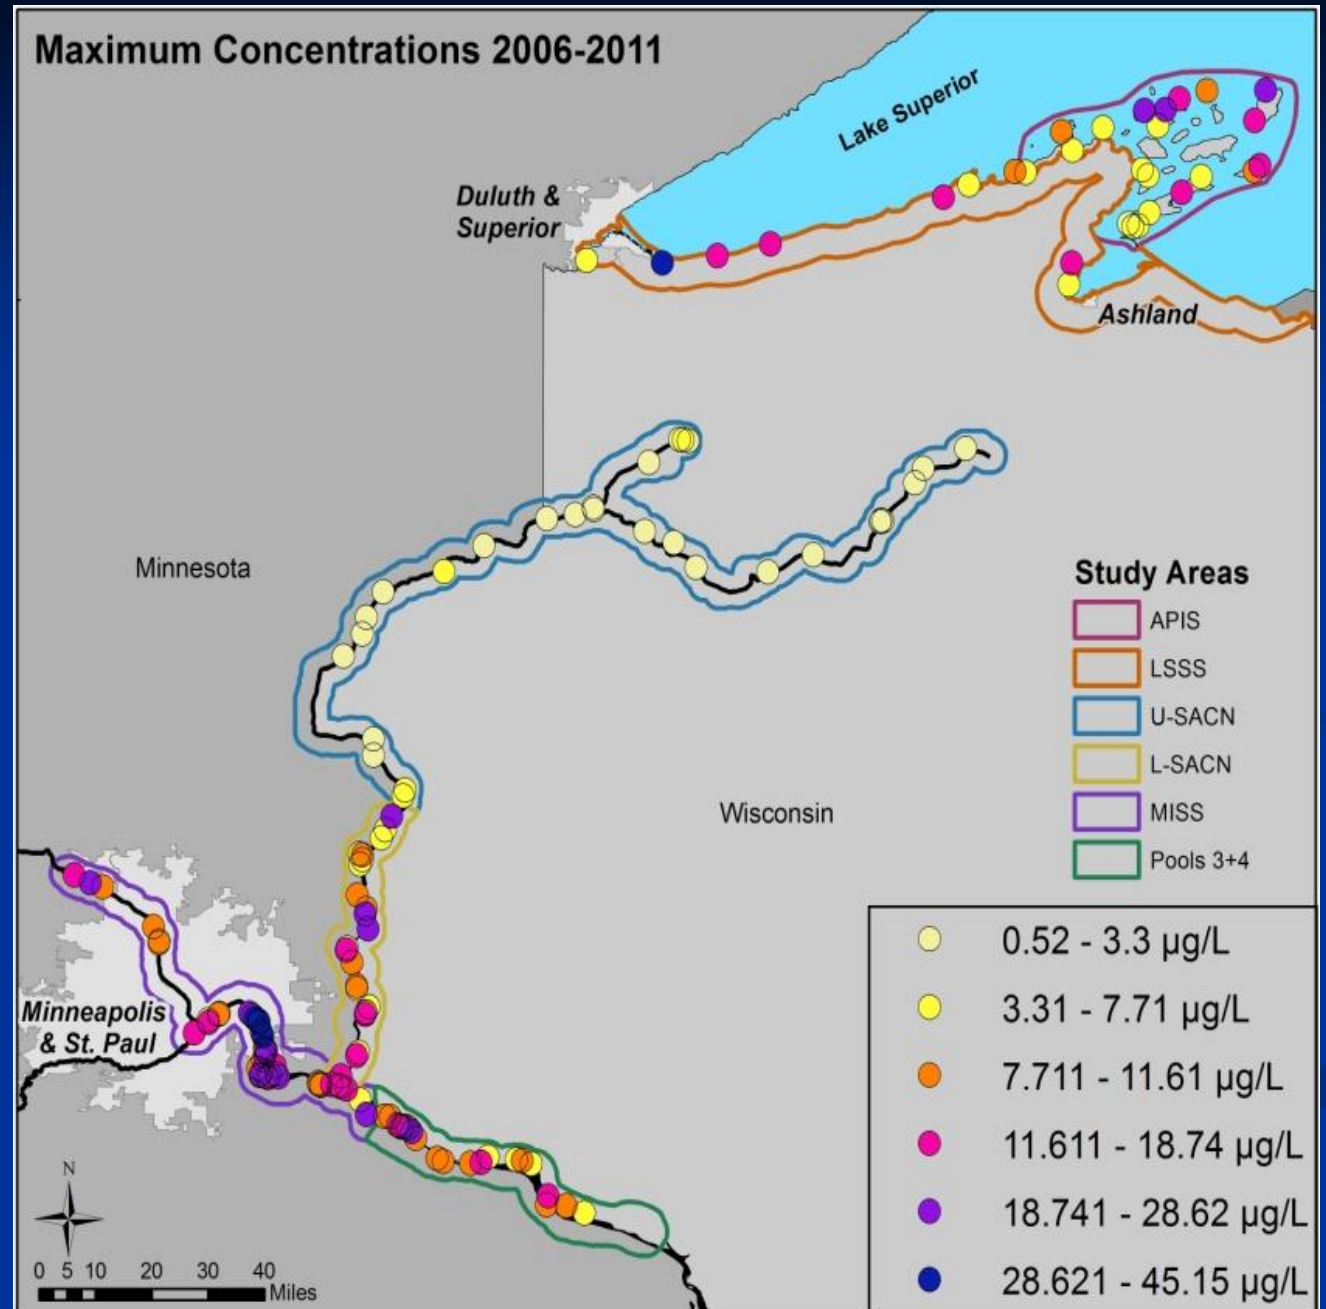 Maximum Concentrations 2006-2011
Lake Superior
Duluth &
Superior
Ashland
Minnesota
Wisconsin
Study Areas
APIS
LSSS
U-SACN
L-SACN
MISS
Pools 3+4
Minneapolis
& St. Paul
0.52 - 3.3 µg/L
3.31 - 7.71 µg/L
7.711 - 11.61 µg/L
11.611 - 18.74 µg/L
18.741 - 28.62 µg/L
28.621 - 45.15 µg/L
N
0 5 10 20 30 40
Miles